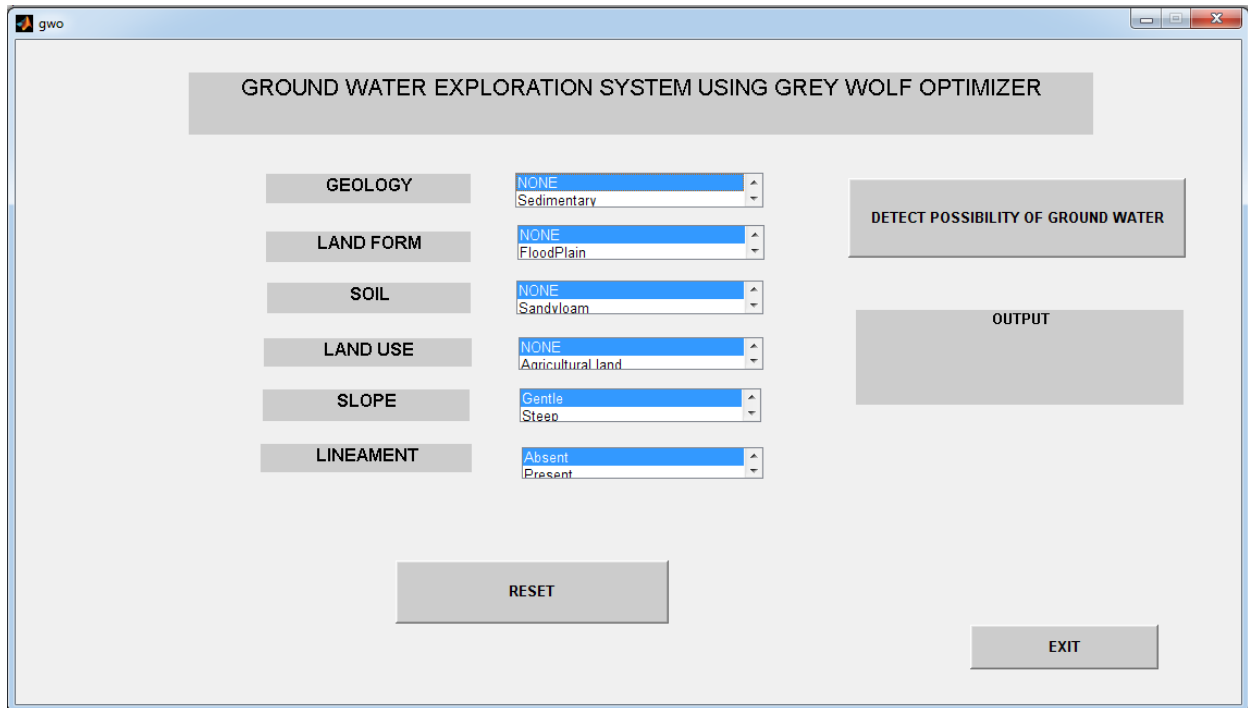 gwo
GROUND WATER EXPLORATION SYSTEM USING GREY WOLF OPTIMIZER
GEOLOGY
NONE
Sedimentary
LAND FORM
NONE
FloodPlain
SOIL
NONE
Sandyloam
LAND USE
NONE
Agricultural land
SLOPE
Gentle
Steep
LINEAMENT
Absent
Present
DETECT POSSIBILITY OF GROUND WATER
OUTPUT
RESET
EXIT